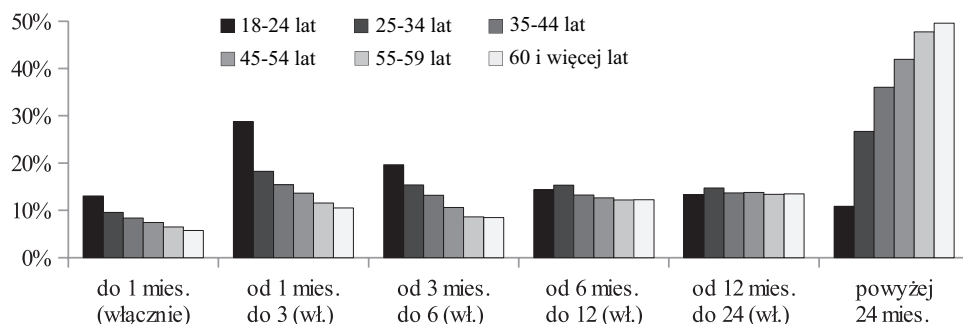 50%
40%
30%
20%
10%
0%
18-24 lat 25-34 lat 35-44 lat
45-54 lat 55-59 lat 60 i więcej lat
do 1 mies.
(włącznie)
od 1 mies.
do 3 (wł.)
od 3 mies.
do 6 (wł.)
od 6 mies.
do 12 (wł.)
od 12 mies.
do 24 (wł.)
powyżej
24 mies.